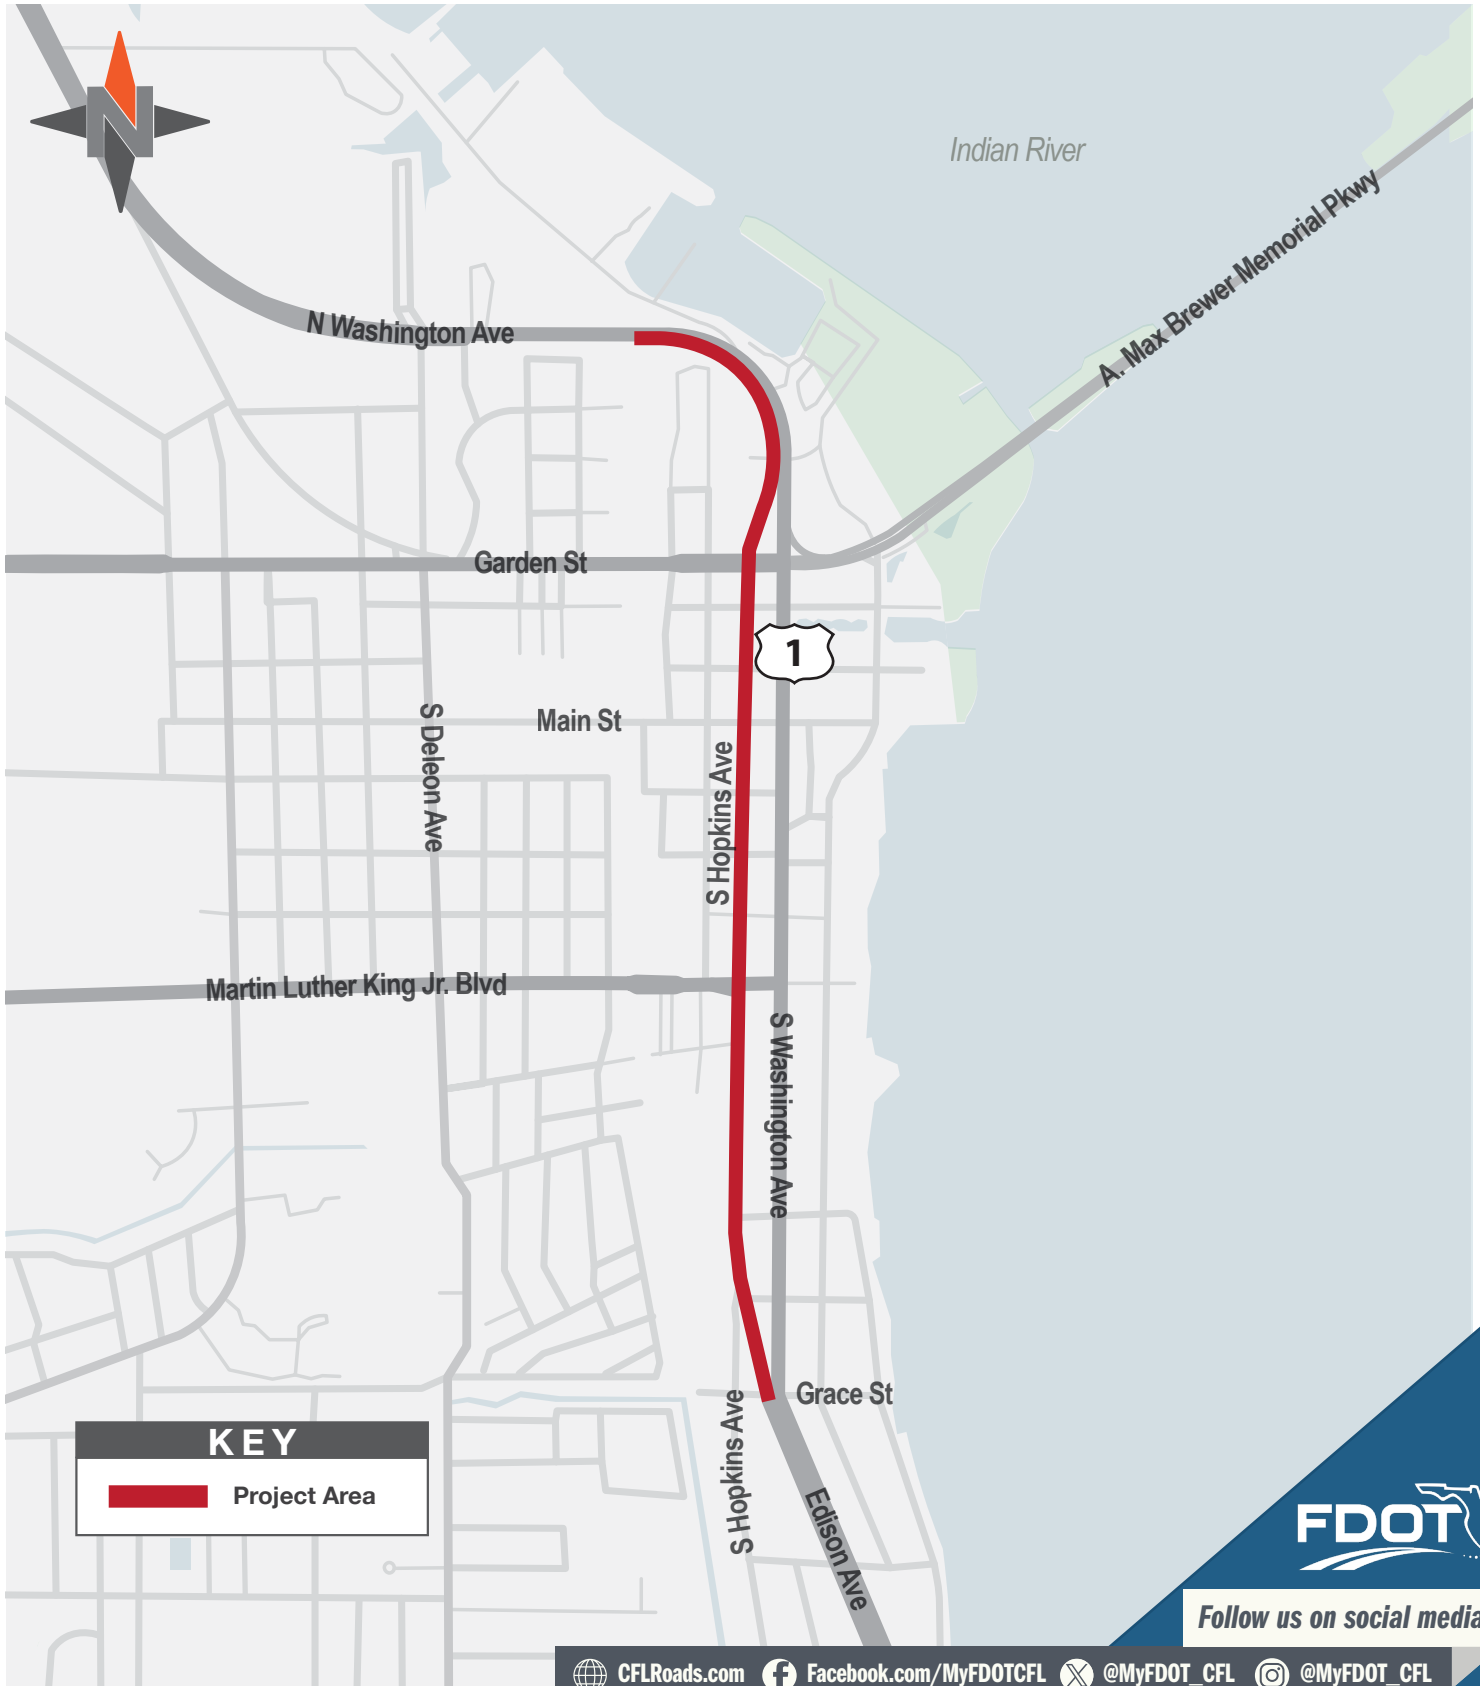 N
Indian River
A. Max Brewer Memorial Pkwy
N Washington Ave
Garden St
1
Main St
S Deleon Ave
S Hopkins Ave
Martin Luther King Jr. Blvd
S Washington Ave
Grace St
S Hopkins Ave
Edison Ave
KEY
Project Area
FDOT
Follow us on social media
CFLRoads.com Facebook.com/MyFDOTCFL @MyFDOT_CFL @MyFDOT_CFL